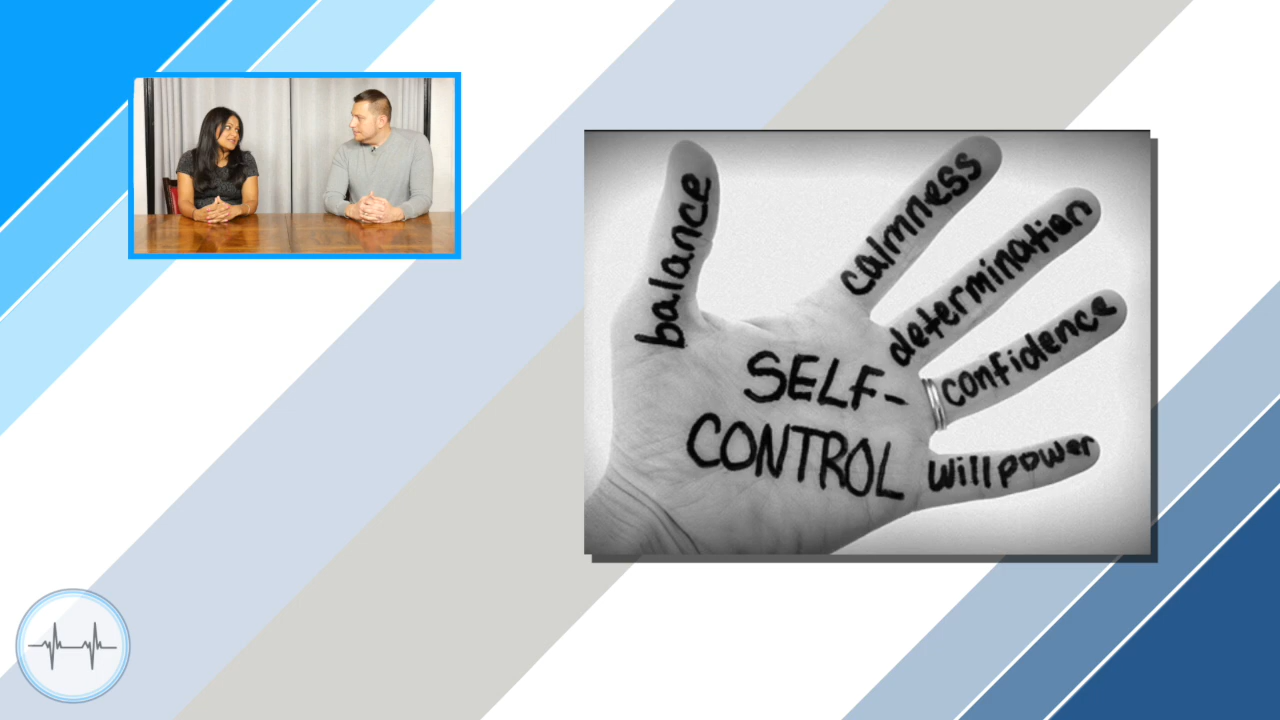 balance
calmness
determination
confidence
willpower
SELF-
CONTROL